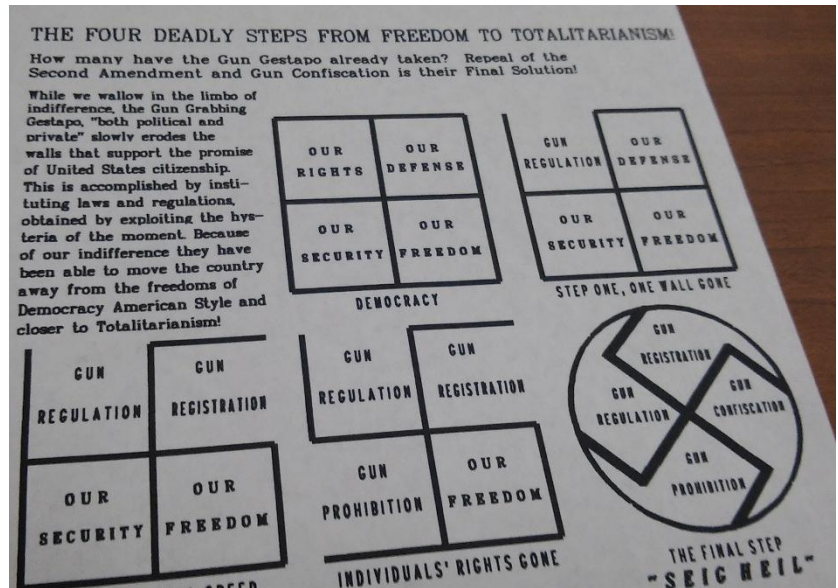 THE FOUR DEADLY STEPS FROM FREEDOM TO TOTALITARIANISM!
How many have the Gun Gestapo already taken? Repeal of the
Second Amendment and Gun Confiscation is their Final Solution!
While we wallow in the limbo of
indifference, the Gun Grabbing
Gestapo, "both political and
private" slowly erodes the
walls that support the promise
of United States citizenship.
This is accomplished by insti-
tuting laws and regulations,
obtained by exploiting the hys-
teria of the moment. Because
of our indifference they have
been able to move the country
away from the freedoms of
Democracy American Style and
closer to Totalitarianism!
OUR
RIGHTS
OUR
DEFENSE
OUR
SECURITY
OUR
FREEDOM
DEMOCRACY
GUN
REGULATION
OUR
DEFENSE
OUR
SECURITY
OUR
FREEDOM
STEP ONE, ONE WALL GONE
GUN
REGULATION
GUN
REGISTRATION
OUR
SECURITY
OUR
FREEDOM
GUN
REGULATION
GUN
REGISTRATION
GUN
PROHIBITION
OUR
FREEDOM
INDIVIDUALS' RIGHTS GONE
GUN
REGISTRATION
GUN
REGULATION
GUN
CONFISCATION
GUN
PROHIBITION
THE FINAL STEP
"SEIG HEIL"